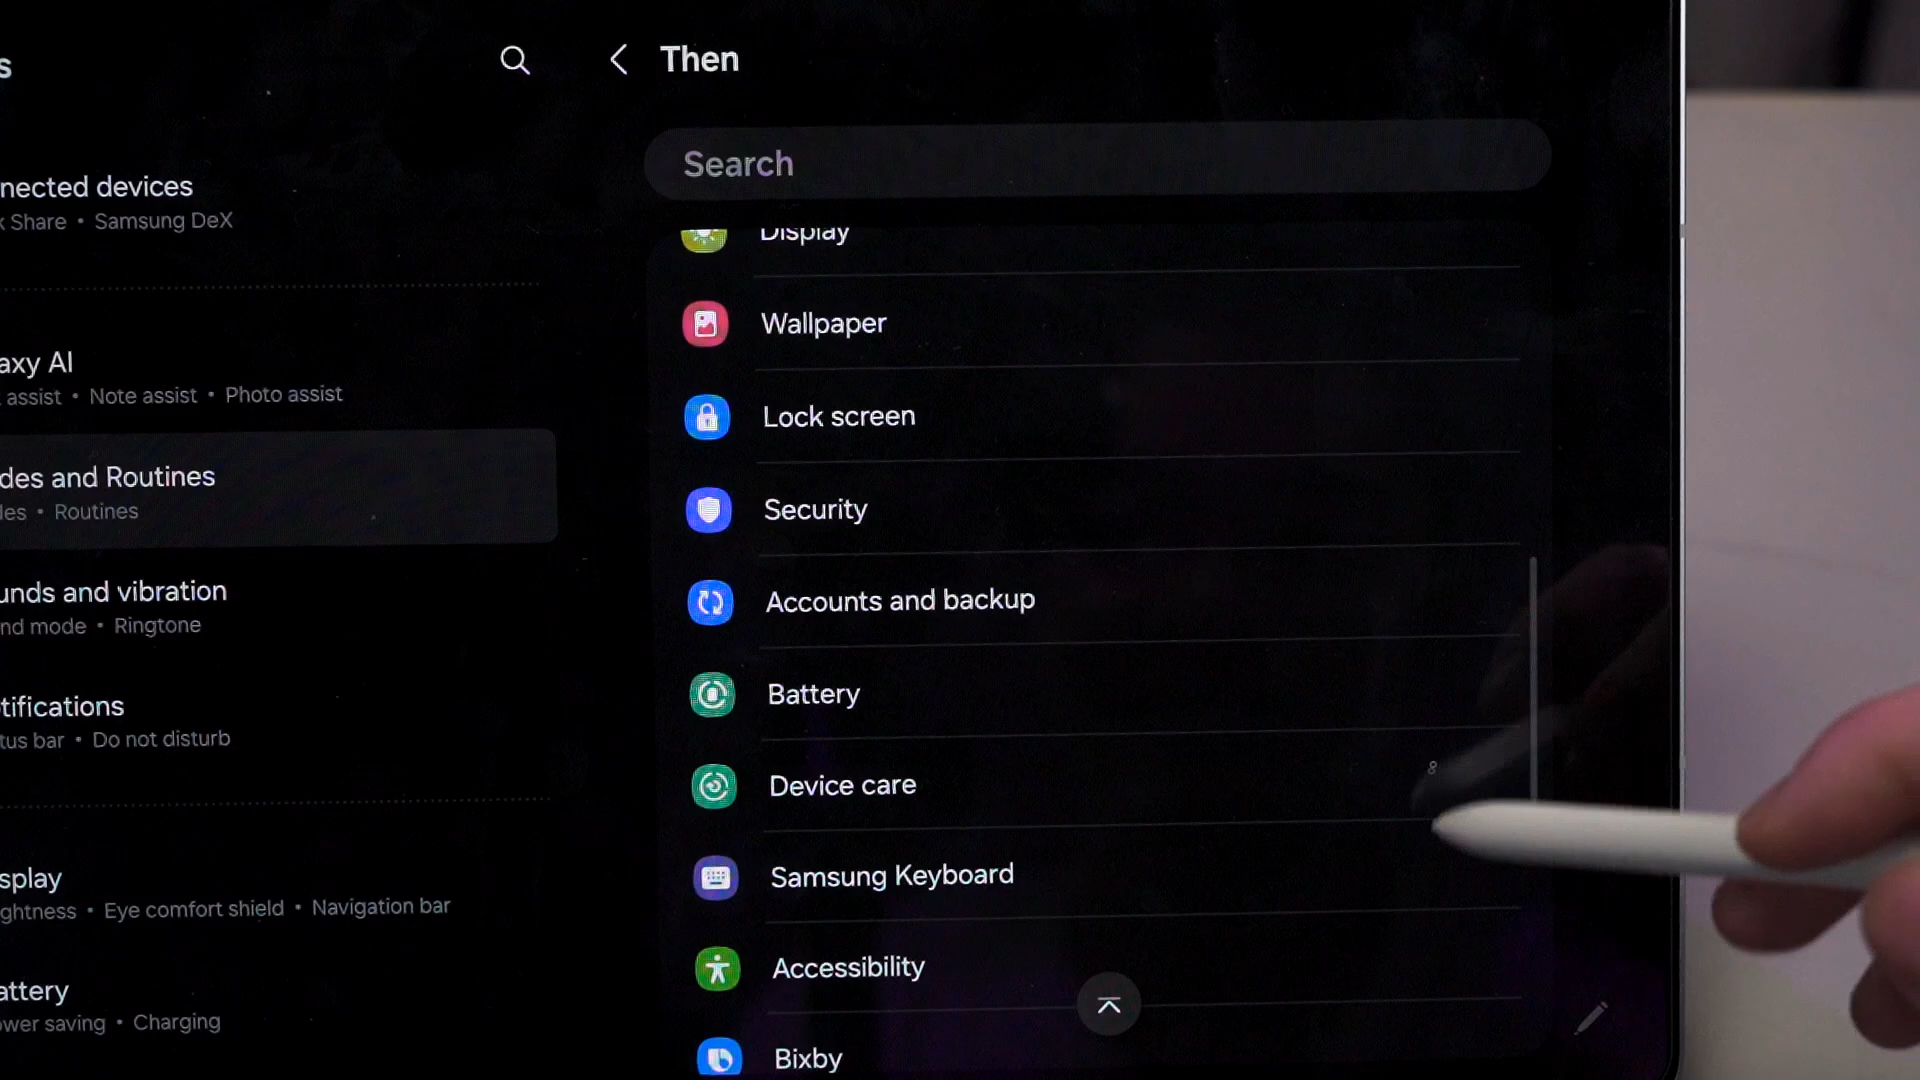 s
nected devices
k Share • Samsung DeX
axy AI
assist • Note assist • Photo assist
des and Routines
les • Routines
unds and vibration
nd mode • Ringtone
tifications
tus bar • Do not disturb
splay
ghtness • Eye comfort shield • Navigation bar
attery
ower saving • Charging
Then
Search
Display
Wallpaper
Lock screen
Security
Accounts and backup
Battery
Device care
Samsung Keyboard
Accessibility
Bixby